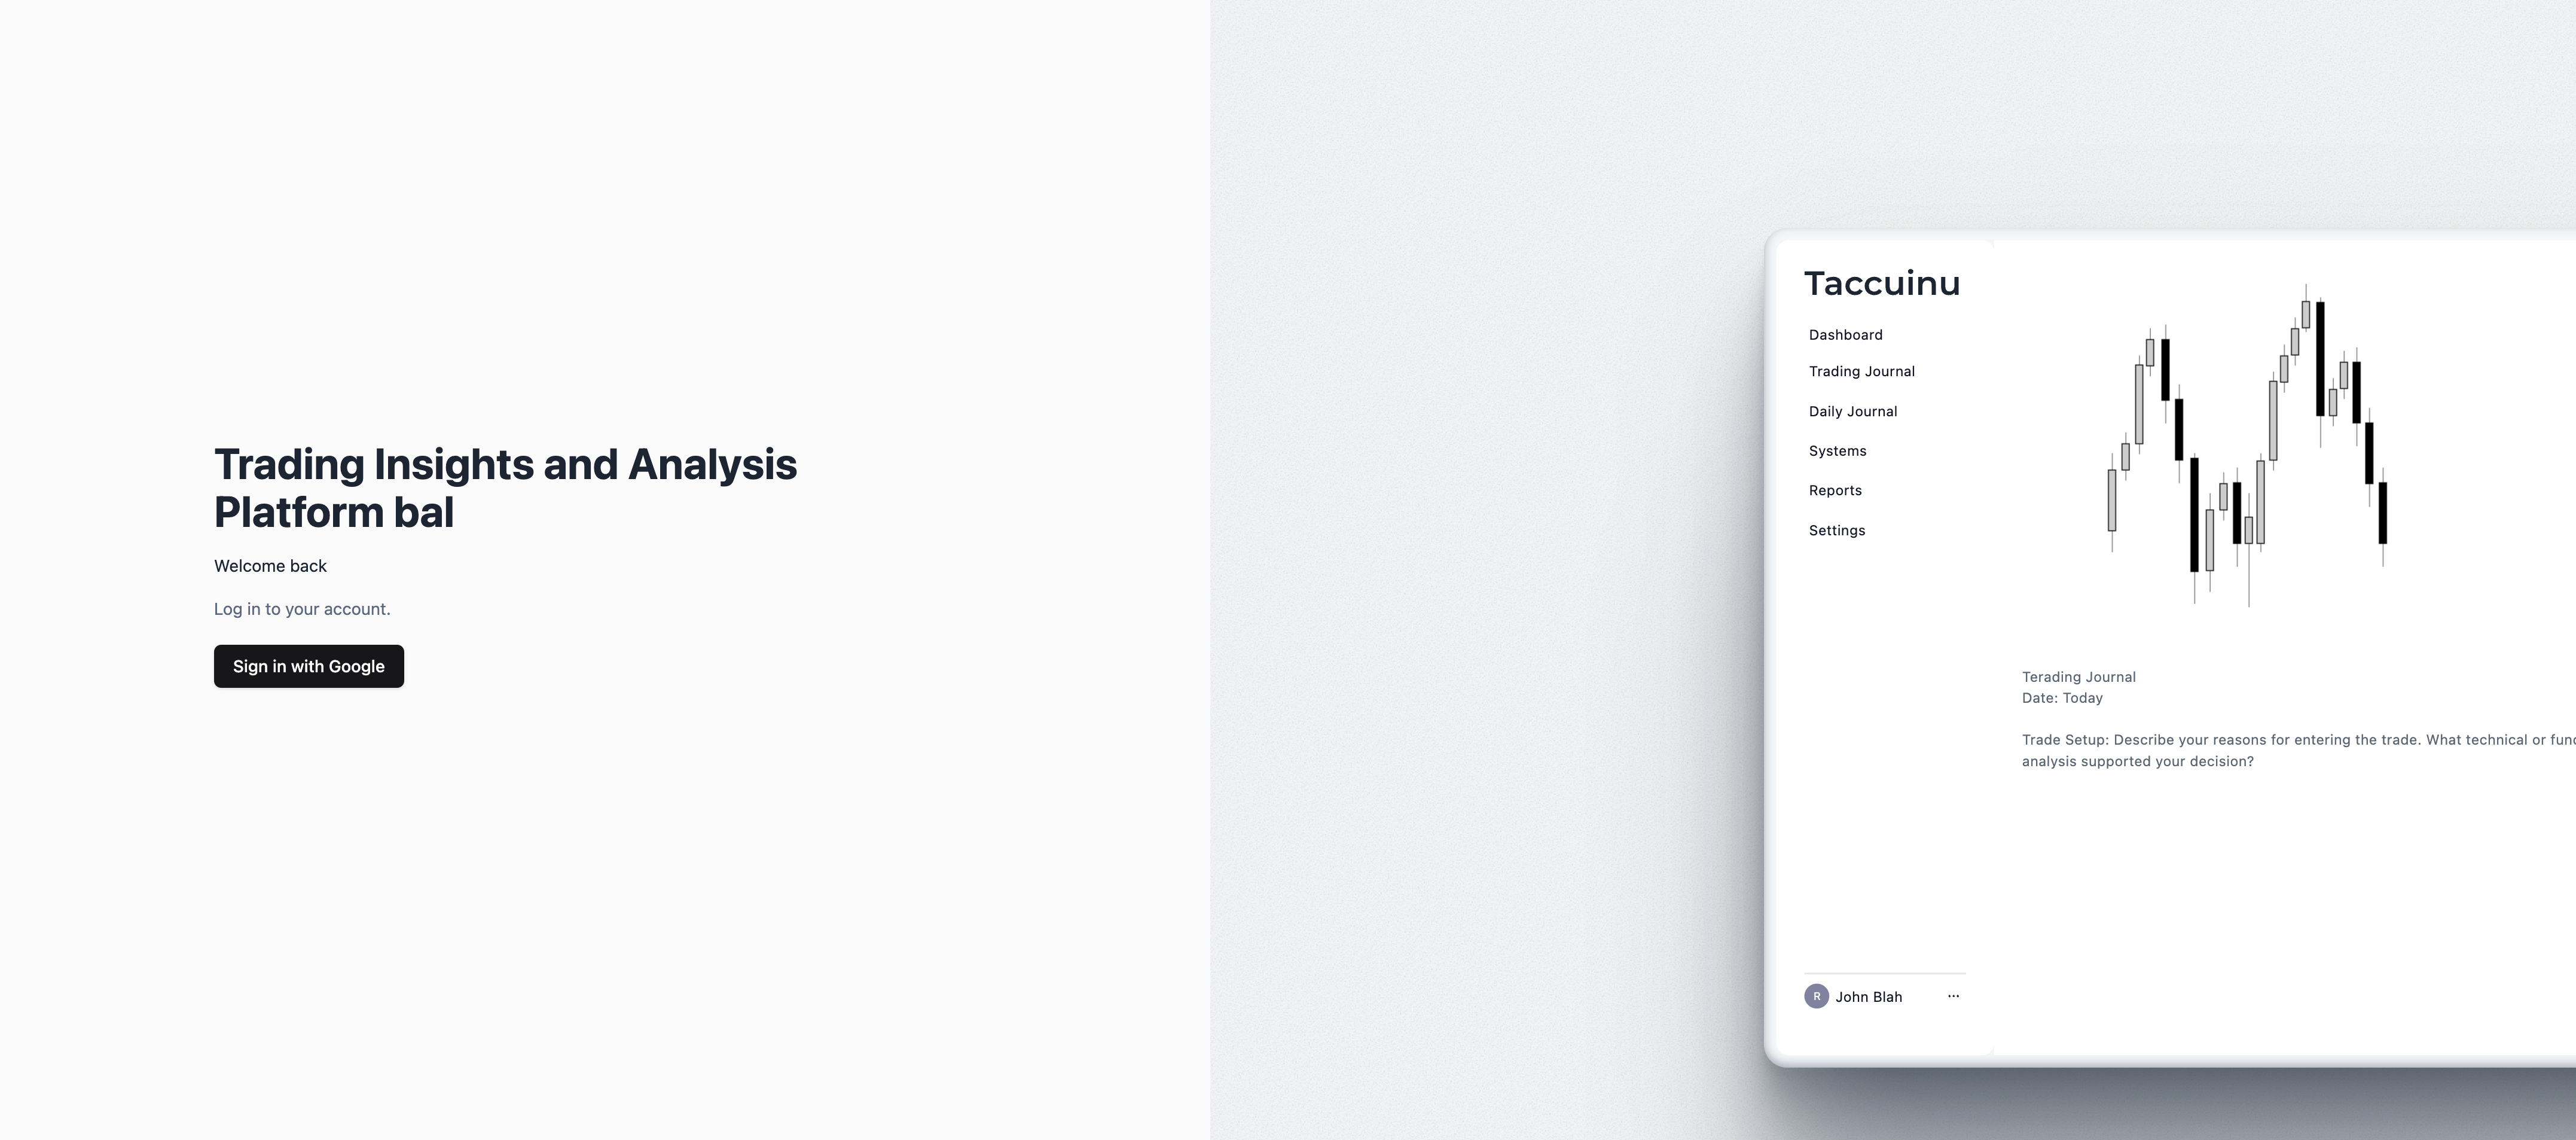 Trading Insights and Analysis
Platform bal
Welcome back
Log in to your account.
Sign in with Google
Taccuinu
Dashboard
Trading Journal
Daily Journal
Systems
Reports
Settings
R John Blah ...
Terading Journal
Date: Today
Trade Setup: Describe your reasons for entering the trade. What technical or
analysis supported your decision?